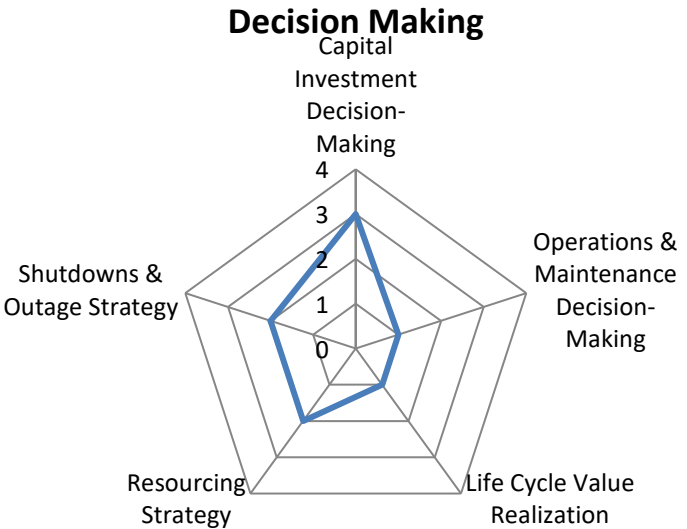 Decision Making
Capital
Investment
Decision-
Making
4
3
2
1
0
Operations &
Maintenance
Decision-
Making
Shutdowns &
Outage Strategy
Resourcing
Strategy
Life Cycle Value
Realization